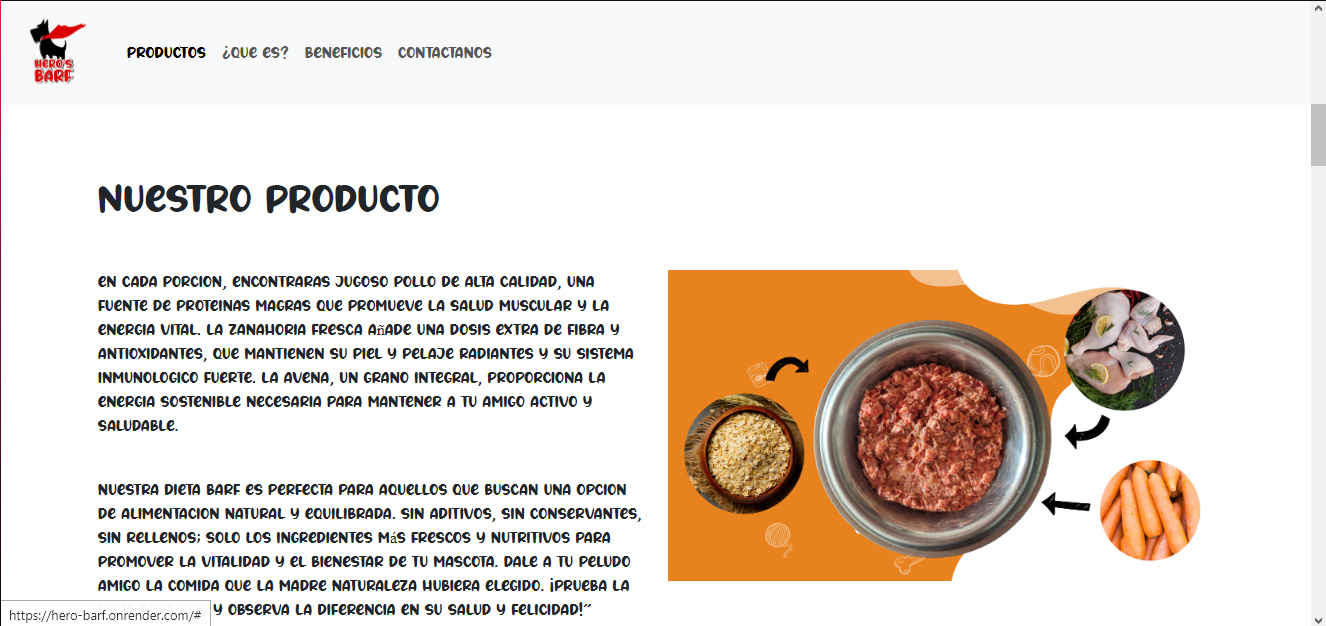 HERO'S
BARF
PRODUCTOS ¿QUE ES? BENEFICIOS CONTACTANOS
NUESTRO PRODUCTO
EN CADA PORCION, ENCONTRARAS JUGOSO POLLO DE ALTA CALIDAD, UNA
FUENTE DE PROTEINAS MAGRAS QUE PROMUEVE LA SALUD MUSCULAR Y LA
ENERGIA VITAL. LA ZANAHORIA FRESCA AñADE UNA DOSIS EXTRA DE FIBRA Y
ANTIOXIDANTES, QUE MANTIENEN SU PIEL Y PELAJE RADIANTES Y SU SISTEMA
INMUNOLOGICO FUERTE. LA AVENA, UN GRANO INTEGRAL, PROPORCIONA LA
ENERGIA SOSTENIBLE NECESARIA PARA MANTENER A TU AMIGO ACTIVO Y
SALUDABLE.
NUESTRA DIETA BARF ES PERFECTA PARA AQUELLOS QUE BUSCAN UNA OPCION
DE ALIMENTACION NATURAL Y EQUILIBRADA. SIN ADITIVOS, SIN CONSERVANTES,
SIN RELLENOS; SOLO LOS INGREDIENTES MáS FRESCOS Y NUTRITIVOS PARA
PROMOVER LA VITALIDAD Y EL BIENESTAR DE TU MASCOTA. DALE A TU PELUDO
AMIGO LA COMIDA QUE LA MADRE NATURALEZA HUBIERA ELEGIDO. ¡PRUEBA LA
Y OBSERVA LA DIFERENCIA EN SU SALUD Y FELICIDAD!"
https://hero-barf.onrender.com/#